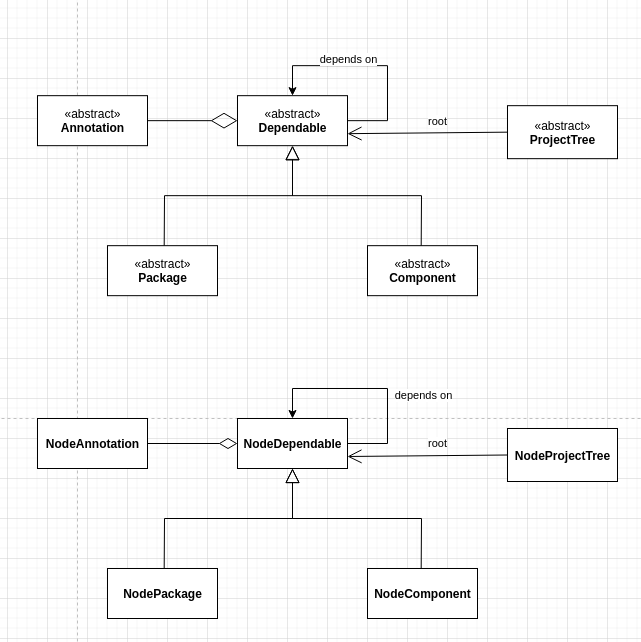 depends on
«abstract»
Annotation
«abstract»
Dependable
root
«abstract»
ProjectTree
«abstract»
Package
«abstract»
Component
depends on
NodeAnnotation
NodeDependable
root
NodeProjectTree
NodePackage
NodeComponent